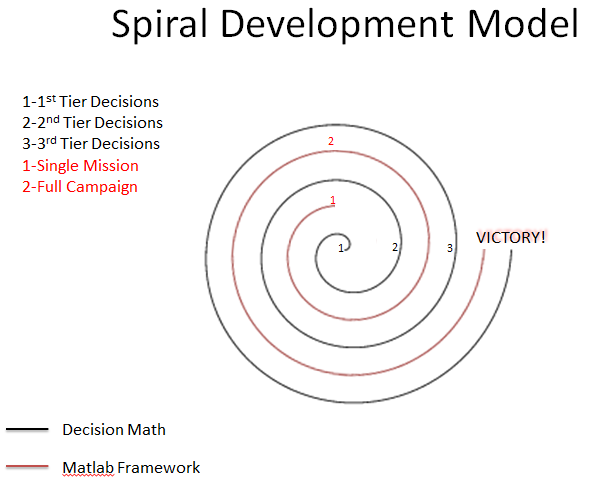 Spiral Development Model
1-1st Tier Decisions
2-2nd Tier Decisions
3-3rd Tier Decisions
1-Single Mission
2-Full Campaign
2
1
1
2
3
VICTORY!
Decision Math
Matlab Framework